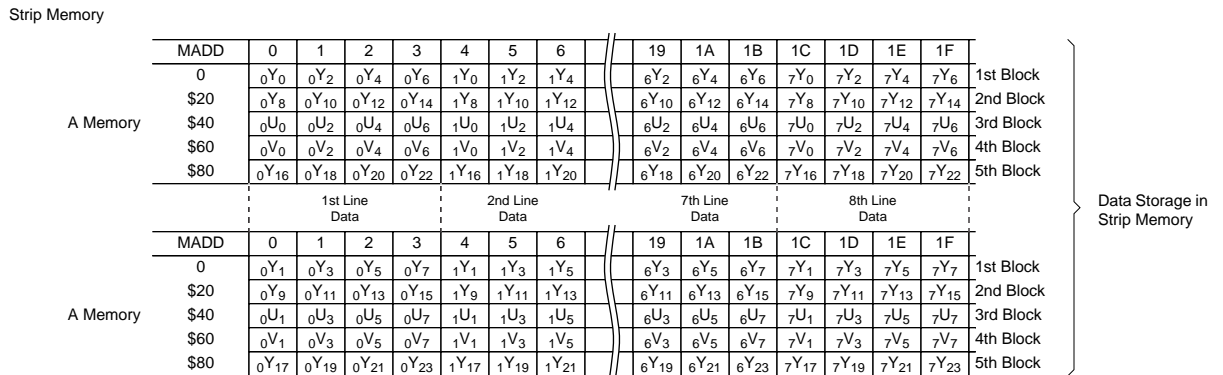 Strip Memory
MADD 0 1 2 3 4 5 6 19 1A 1B 1C 1D 1E 1F
0 ₀Y₀ ₀Y₂ ₀Y₄ ₀Y₆ ₁Y₀ ₁Y₂ ₁Y₄ ₆Y₂ ₆Y₄ ₆Y₆ ₇Y₀ ₇Y₂ ₇Y₄ ₇Y₆ 1st Block
$20 ₀Y₈ ₀Y₁₀ ₀Y₁₂ ₀Y₁₄ ₁Y₈ ₁Y₁₀ ₁Y₁₂ ₆Y₁₀ ₆Y₁₂ ₆Y₁₄ ₇Y₈ ₇Y₁₀ ₇Y₁₂ ₇Y₁₄ 2nd Block
A Memory $40 ₀U₀ ₀U₂ ₀U₄ ₀U₆ ₁U₀ ₁U₂ ₁U₄ ₆U₂ ₆U₄ ₆U₆ ₇U₀ ₇U₂ ₇U₄ ₇U₆ 3rd Block
$60 ₀V₀ ₀V₂ ₀V₄ ₀V₆ ₁V₀ ₁V₂ ₁V₄ ₆V₂ ₆V₄ ₆V₆ ₇V₀ ₇V₂ ₇V₄ ₇V₆ 4th Block
$80 ₀Y₁₆ ₀Y₁₈ ₀Y₂₀ ₀Y₂₂ ₁Y₁₆ ₁Y₁₈ ₁Y₂₀ ₆Y₁₈ ₆Y₂₀ ₆Y₂₂ ₇Y₁₆ ₇Y₁₈ ₇Y₂₀ ₇Y₂₂ 5th Block
1st Line 2nd Line 7th Line 8th Line
Data Data Data Data
Data Storage in
Strip Memory
MADD 0 1 2 3 4 5 6 19 1A 1B 1C 1D 1E 1F
0 ₀Y₁ ₀Y₃ ₀Y₅ ₀Y₇ ₁Y₁ ₁Y₃ ₁Y₅ ₆Y₃ ₆Y₅ ₆Y₇ ₇Y₁ ₇Y₃ ₇Y₅ ₇Y₇ 1st Block
$20 ₀Y₉ ₀Y₁₁ ₀Y₁₃ ₀Y₁₅ ₁Y₉ ₁Y₁₁ ₁Y₁₃ ₆Y₁₁ ₆Y₁₃ ₆Y₁₅ ₇Y₉ ₇Y₁₁ ₇Y₁₃ ₇Y₁₅ 2nd Block
A Memory $40 ₀U₁ ₀U₃ ₀U₅ ₀U₇ ₁U₁ ₁U₃ ₁U₅ ₆U₃ ₆U₅ ₆U₇ ₇U₁ ₇U₃ ₇U₅ ₇U₇ 3rd Block
$60 ₀V₁ ₀V₃ ₀V₅ ₀V₇ ₁V₁ ₁V₃ ₁V₅ ₆V₃ ₆V₅ ₆V₇ ₇V₁ ₇V₃ ₇V₅ ₇V₇ 4th Block
$80 ₀Y₁₇ ₀Y₁₉ ₀Y₂₁ ₀Y₂₃ ₁Y₁₇ ₁Y₁₉ ₁Y₂₁ ₆Y₁₉ ₆Y₂₁ ₆Y₂₃ ₇Y₁₇ ₇Y₁₉ ₇Y₂₁ ₇Y₂₃ 5th Block